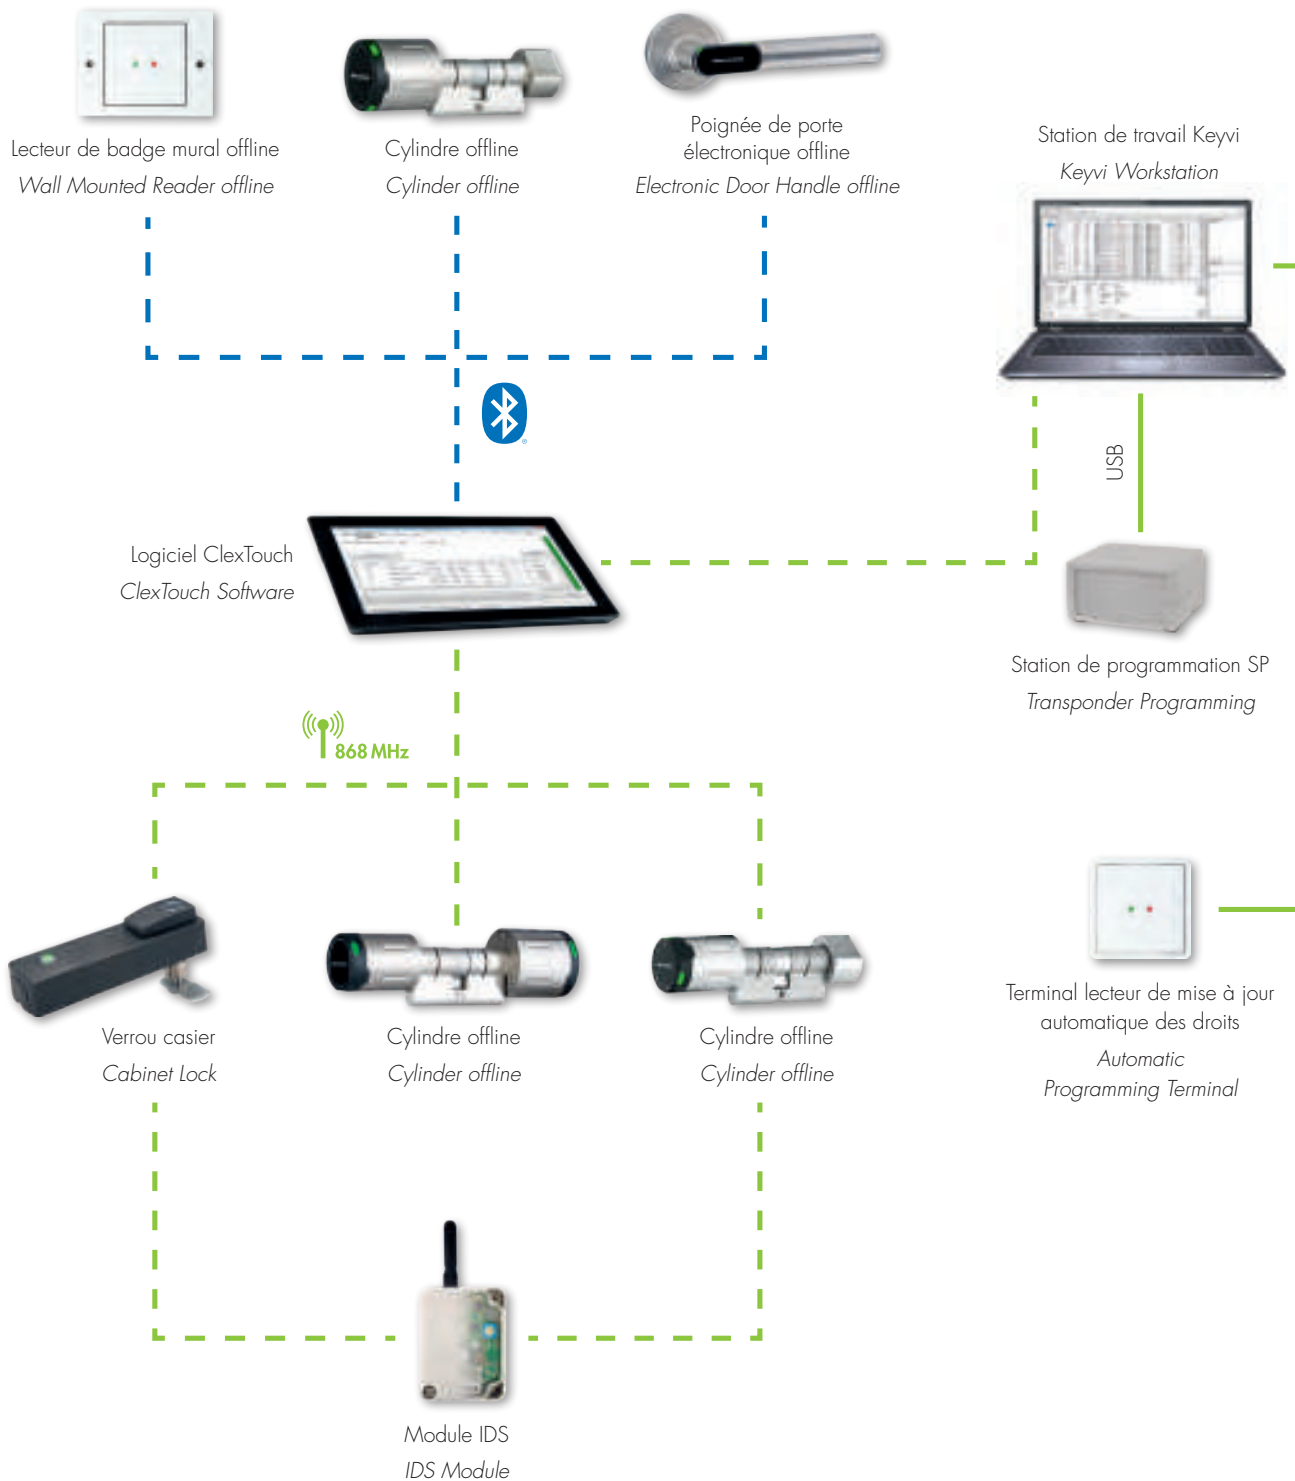 Lecteur de badge mural offline
Wall Mounted Reader offline
Cylindre offline
Cylinder offline
Poignée de porte
électronique offline
Electronic Door Handle offline
Station de travail Keyvi
Keyvi Workstation
USB
Logiciel ClexTouch
ClexTouch Software
Station de programmation SP
Transponder Programming
868 MHz
Verrou casier
Cabinet Lock
Cylindre offline
Cylinder offline
Cylindre offline
Cylinder offline
Terminal lecteur de mise à jour
automatique des droits
Automatic
Programming Terminal
Module IDS
IDS Module